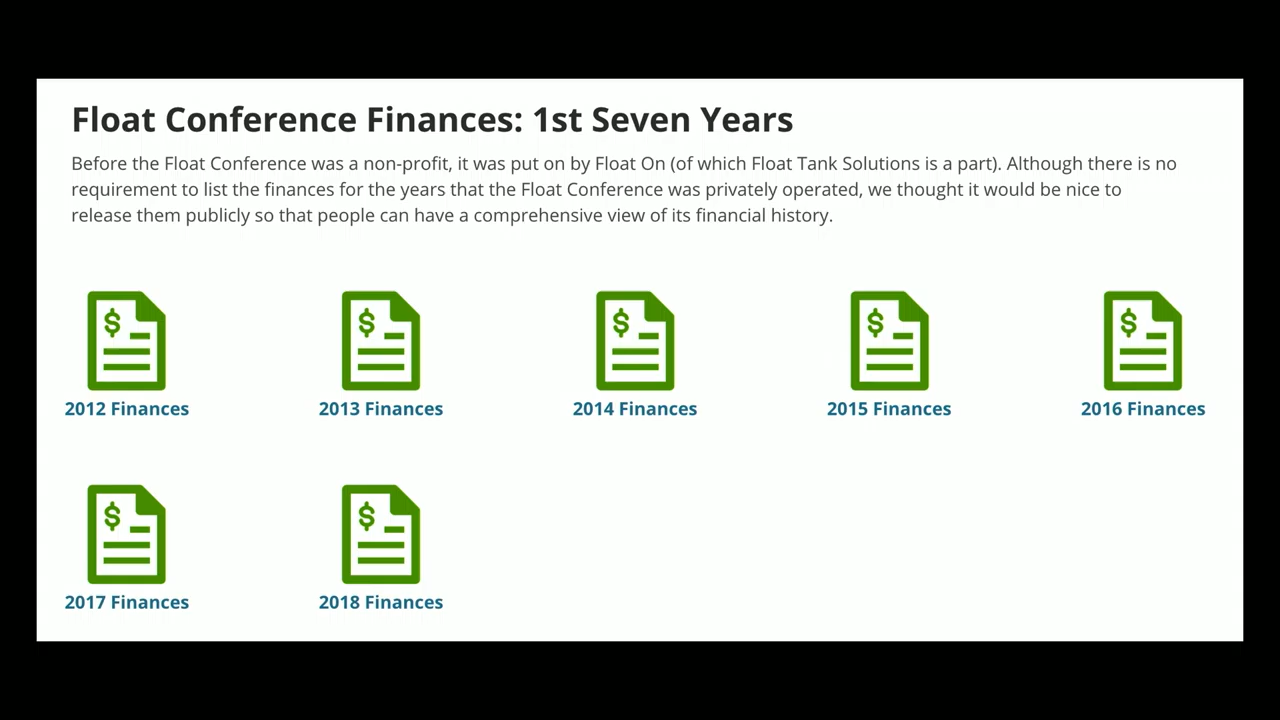 Float Conference Finances: 1st Seven Years
Before the Float Conference was a non-profit, it was put on by Float On (of which Float Tank Solutions is a part). Although there is no
requirement to list the finances for the years that the Float Conference was privately operated, we thought it would be nice to
release them publicly so that people can have a comprehensive view of its financial history.
$ $ $ $ $
2012 Finances 2013 Finances 2014 Finances 2015 Finances 2016 Finances
$ $
2017 Finances 2018 Finances